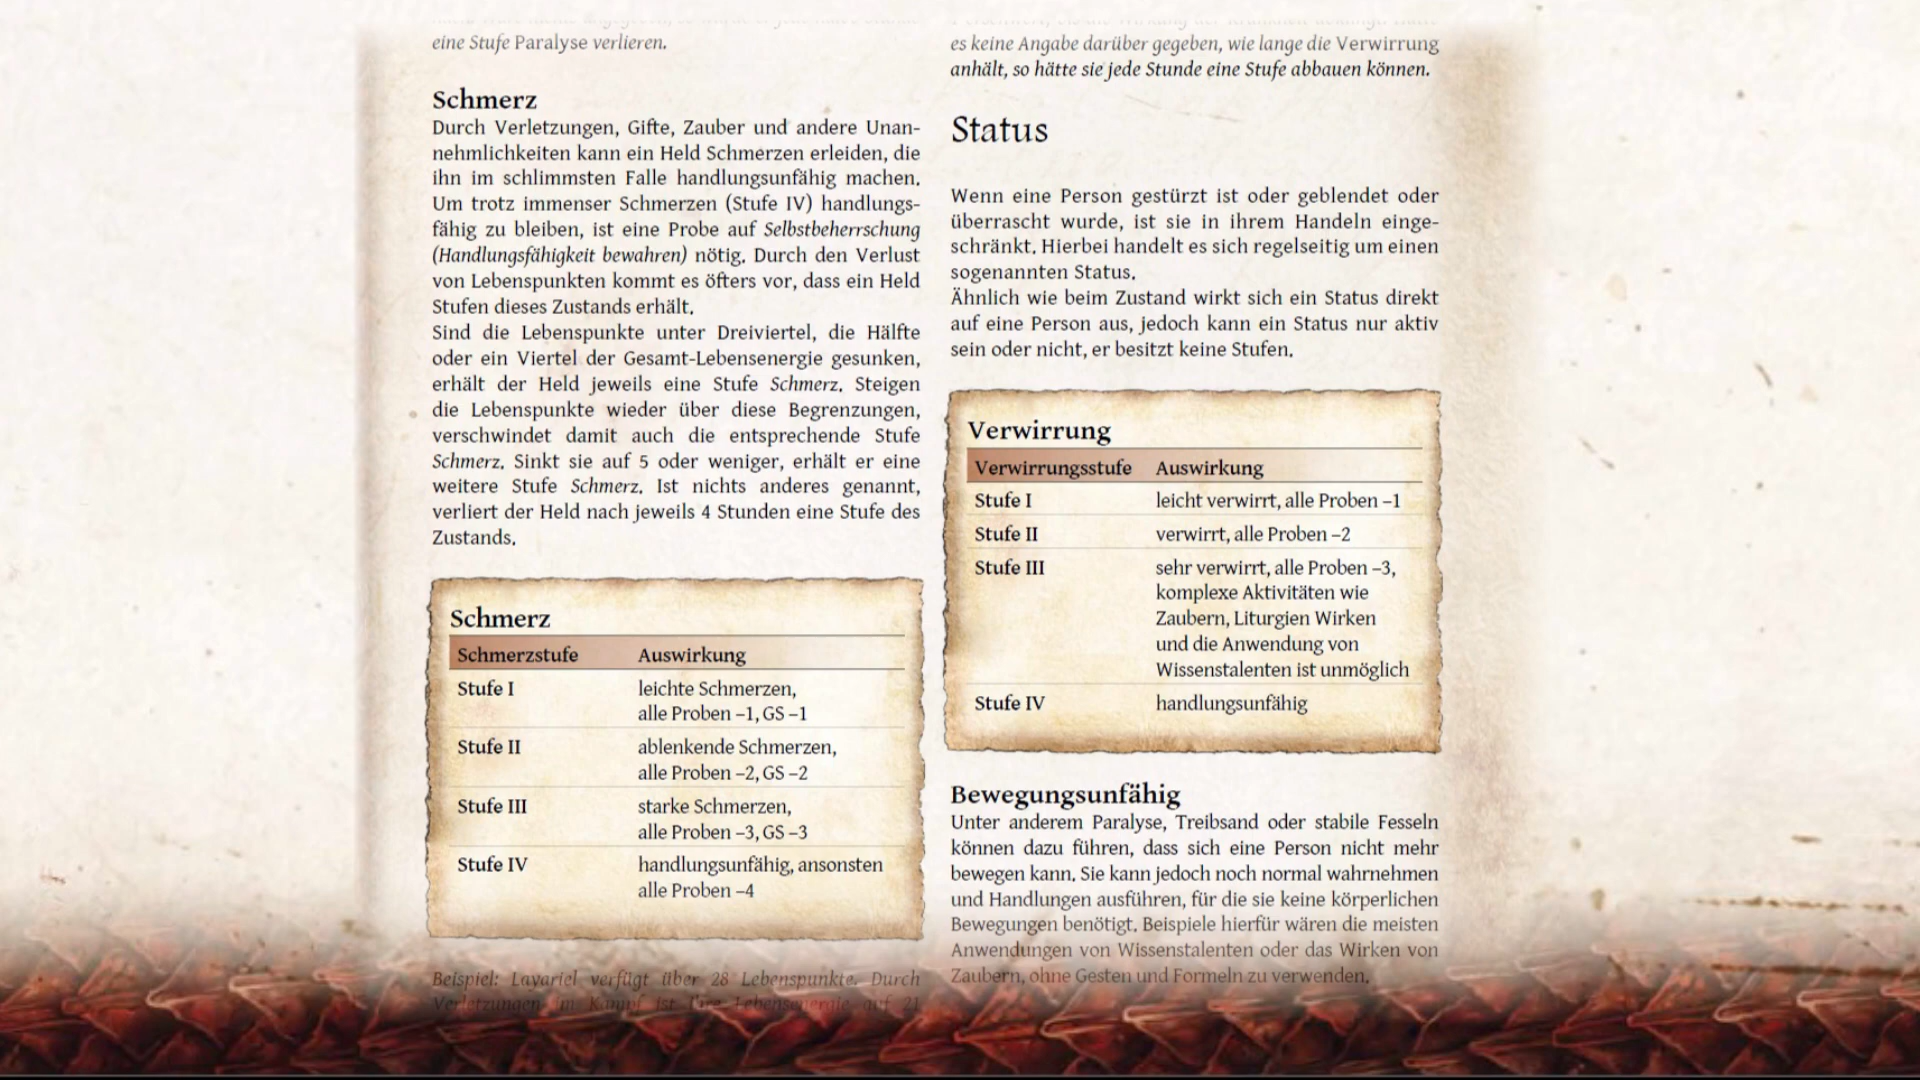 eine Stufe Paralyse verlieren.
Schmerz
Durch Verletzungen, Gifte, Zauber und andere Unan-
nehmlichkeiten kann ein Held Schmerzen erleiden, die
ihn im schlimmsten Falle handlungsunfähig machen.
Um trotz immenser Schmerzen (Stufe IV) handlungs-
fähig zu bleiben, ist eine Probe auf Selbstbeherrschung
(Handlungsfähigkeit bewahren) nötig. Durch den Verlust
von Lebenspunkten kommt es öfters vor, dass ein Held
Stufen dieses Zustands erhält.
Sind die Lebenspunkte unter Dreiviertel, die Hälfte
oder ein Viertel der Gesamt-Lebensenergie gesunken,
erhält der Held jeweils eine Stufe Schmerz. Steigen
die Lebenspunkte wieder über diese Begrenzungen,
verschwindet damit auch die entsprechende Stufe
Schmerz. Sinkt sie auf 5 oder weniger, erhält er eine
weitere Stufe Schmerz. Ist nichts anderes genannt,
verliert der Held nach jeweils 4 Stunden eine Stufe des
Zustands.
Schmerz
Schmerzstufe Auswirkung
Stufe I leichte Schmerzen,
alle Proben –1, GS –1
Stufe II ablenkende Schmerzen,
alle Proben –2, GS –2
Stufe III starke Schmerzen,
alle Proben –3, GS –3
Stufe IV handlungsunfähig, ansonsten
alle Proben –4
Beispiel: Layariel verfügt über 28 Lebenspunkte. Durch
Verletzungen im Kampf ist ihre Lebensenergie auf 21
es keine Angabe darüber gegeben, wie lange die Verwirrung
anhält, so hätte sie jede Stunde eine Stufe abbauen können.
Status
Wenn eine Person gestürzt ist oder geblendet oder
überrascht wurde, ist sie in ihrem Handeln einge-
schränkt. Hierbei handelt es sich regelseitig um einen
sogenannten Status.
Ähnlich wie beim Zustand wirkt sich ein Status direkt
auf eine Person aus, jedoch kann ein Status nur aktiv
sein oder nicht, er besitzt keine Stufen.
Verwirrung
Verwirrungsstufe Auswirkung
Stufe I leicht verwirrt, alle Proben –1
Stufe II verwirrt, alle Proben –2
Stufe III sehr verwirrt, alle Proben –3,
komplexe Aktivitäten wie
Zaubern, Liturgien Wirken
und die Anwendung von
Wissenstalenten ist unmöglich
Stufe IV handlungsunfähig
Bewegungsunfähig
Unter anderem Paralyse, Treibsand oder stabile Fesseln
können dazu führen, dass sich eine Person nicht mehr
bewegen kann. Sie kann jedoch noch normal wahrnehmen
und Handlungen ausführen, für die sie keine körperlichen
Bewegungen benötigt. Beispiele hierfür wären die meisten
Anwendungen von Wissenstalenten oder das Wirken von
Zaubern, ohne Gesten und Formeln zu verwenden.